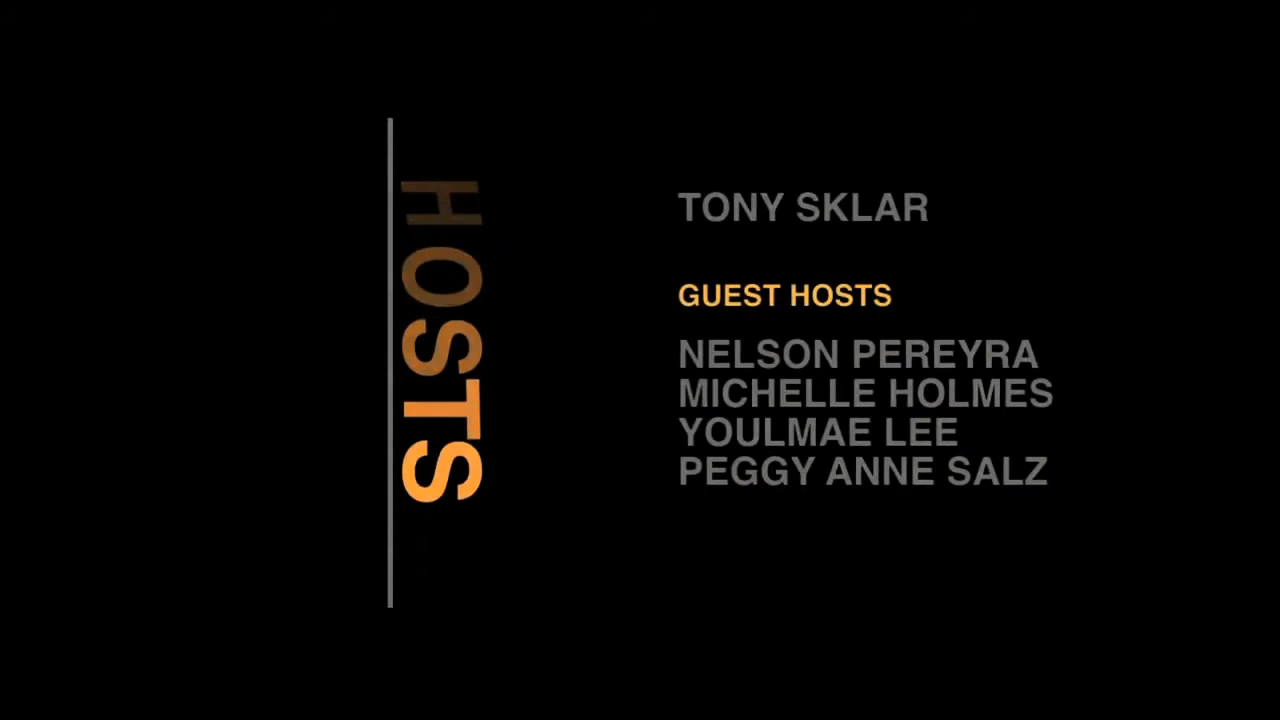 HOSTS
TONY SKLAR
GUEST HOSTS
NELSON PEREYRA
MICHELLE HOLMES
YOULMAE LEE
PEGGY ANNE SALZ